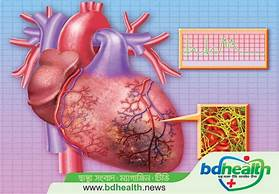 bdhealth
স্বাস্থ্য সংবাদ • ম্যাগাজিন • টিভি
www.bdhealth.news